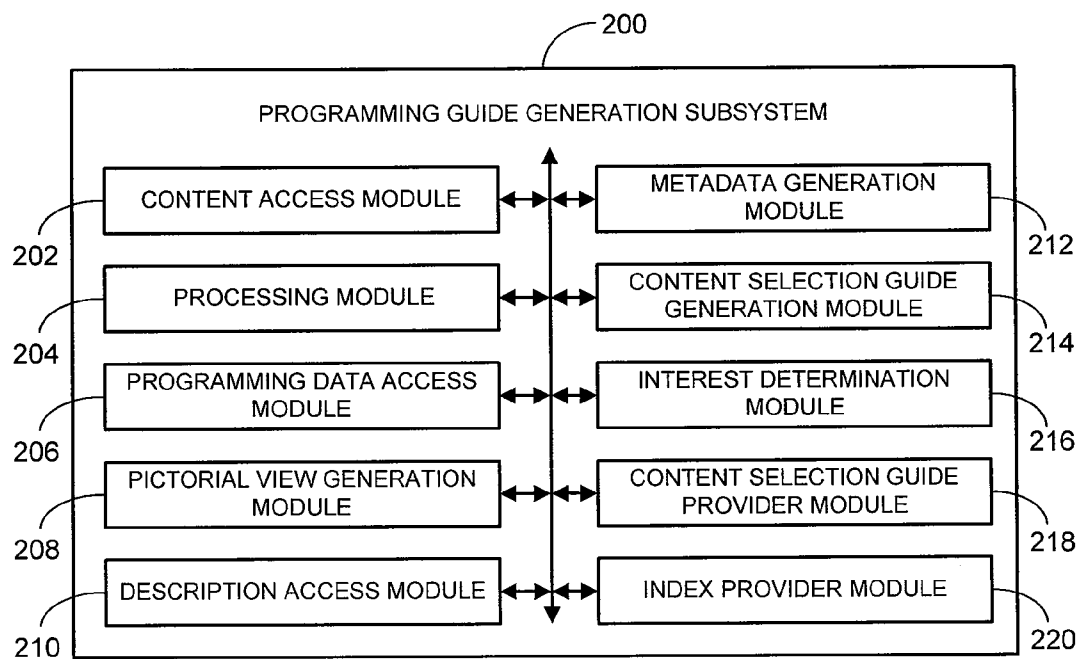 200
PROGRAMMING GUIDE GENERATION SUBSYSTEM
CONTENT ACCESS MODULE
202
PROCESSING MODULE
204
PROGRAMMING DATA ACCESS
MODULE
206
PICTORIAL VIEW GENERATION
MODULE
208
DESCRIPTION ACCESS MODULE
210
METADATA GENERATION
MODULE
212
CONTENT SELECTION GUIDE
GENERATION MODULE
214
INTEREST DETERMINATION
MODULE
216
CONTENT SELECTION GUIDE
PROVIDER MODULE
218
INDEX PROVIDER MODULE
220